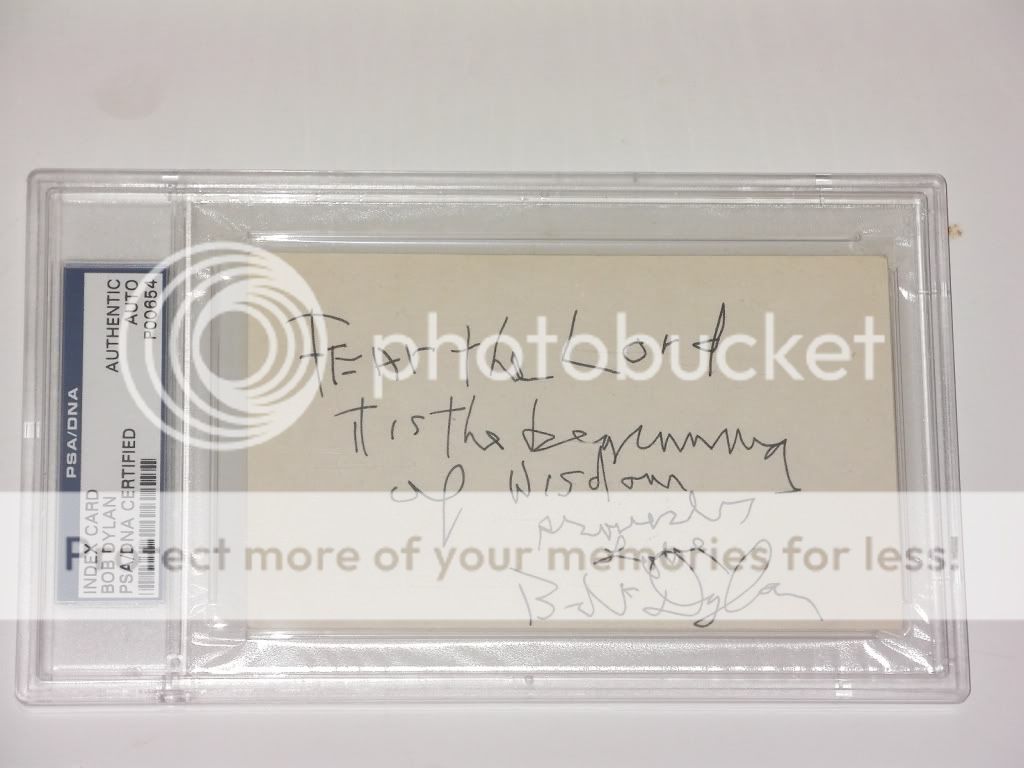 PSA/DNA
INDEX CARD
BOB DYLAN
PSA/DNA CERTIFIED
AUTHENTIC
AUTO
P00654
Fear the Lord
it is the beginning
of Wisdom
proverbs
Bob Dylan
photobucket
Protect more of your memories for less.